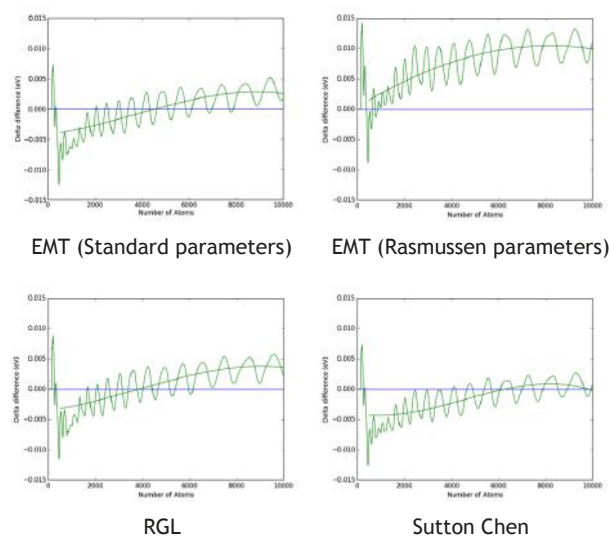 0.015
0.010
0.005
0.000
−0.005
−0.010
−0.015
Delta difference (eV)
2000 4000 6000 8000 10000
Number of Atoms
EMT (Standard parameters)
0.015
0.010
0.005
0.000
−0.005
−0.010
−0.015
Delta difference (eV)
2000 4000 6000 8000 10000
Number of Atoms
EMT (Rasmussen parameters)
0.015
0.010
0.005
0.000
−0.005
−0.010
−0.015
Delta difference (eV)
2000 4000 6000 8000 10000
Number of Atoms
RGL
0.015
0.010
0.005
0.000
−0.005
−0.010
−0.015
Delta difference (eV)
2000 4000 6000 8000 10000
Number of Atoms
Sutton Chen